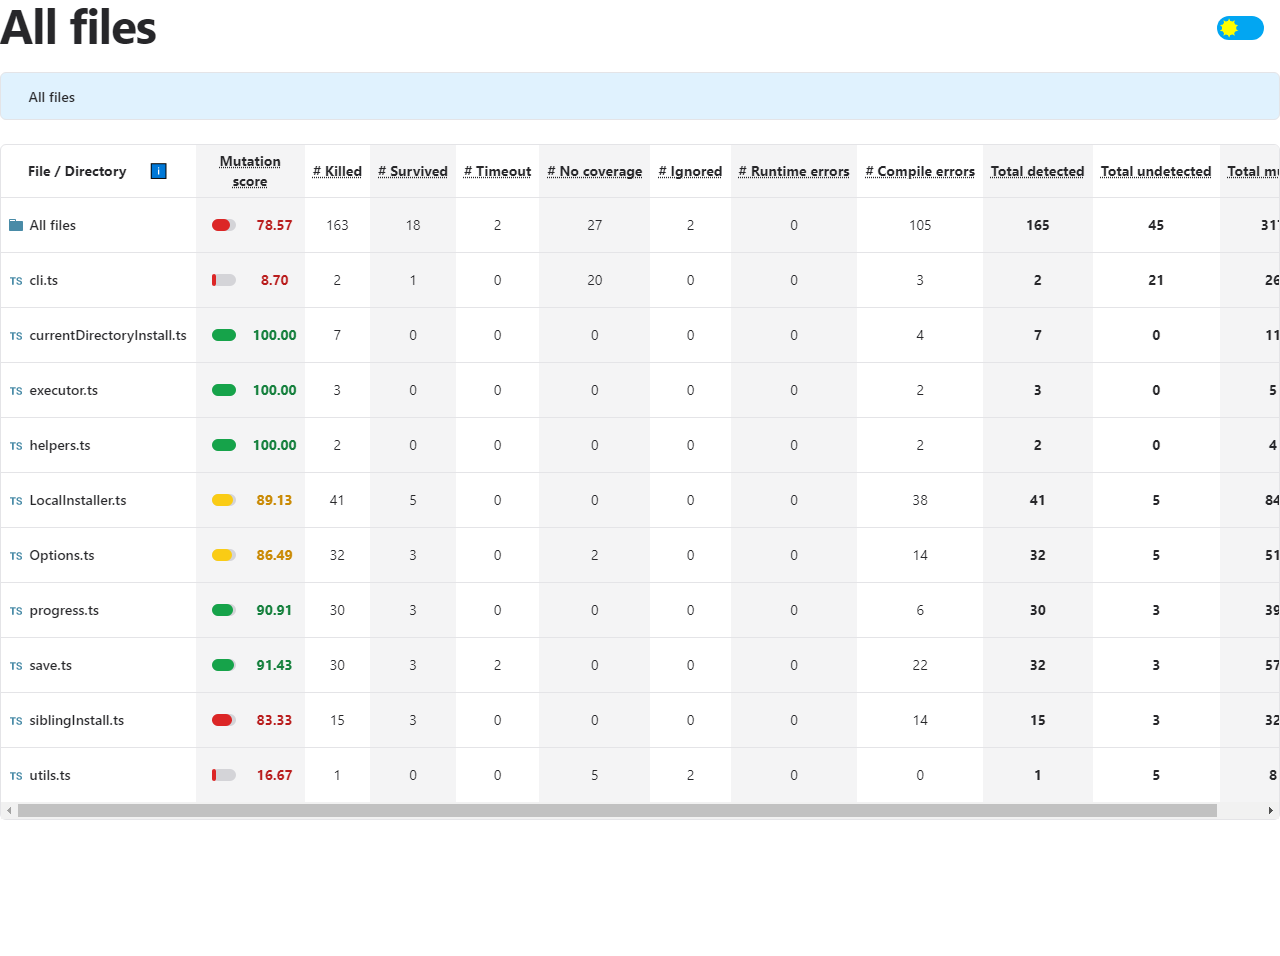 All files
All files
File / Directory i Mutation score # Killed # Survived # Timeout # No coverage # Ignored # Runtime errors # Compile errors Total detected Total undetected Total mu
All files 78.57 163 18 2 27 2 0 105 165 45 317
TS cli.ts 8.70 2 1 0 20 0 0 3 2 21 26
TS currentDirectoryInstall.ts 100.00 7 0 0 0 0 0 4 7 0 11
TS executor.ts 100.00 3 0 0 0 0 0 2 3 0 5
TS helpers.ts 100.00 2 0 0 0 0 0 2 2 0 4
TS LocalInstaller.ts 89.13 41 5 0 0 0 0 38 41 5 84
TS Options.ts 86.49 32 3 0 2 0 0 14 32 5 51
TS progress.ts 90.91 30 3 0 0 0 0 6 30 3 39
TS save.ts 91.43 30 3 2 0 0 0 22 32 3 57
TS siblingInstall.ts 83.33 15 3 0 0 0 0 14 15 3 32
TS utils.ts 16.67 1 0 0 5 2 0 0 1 5 8